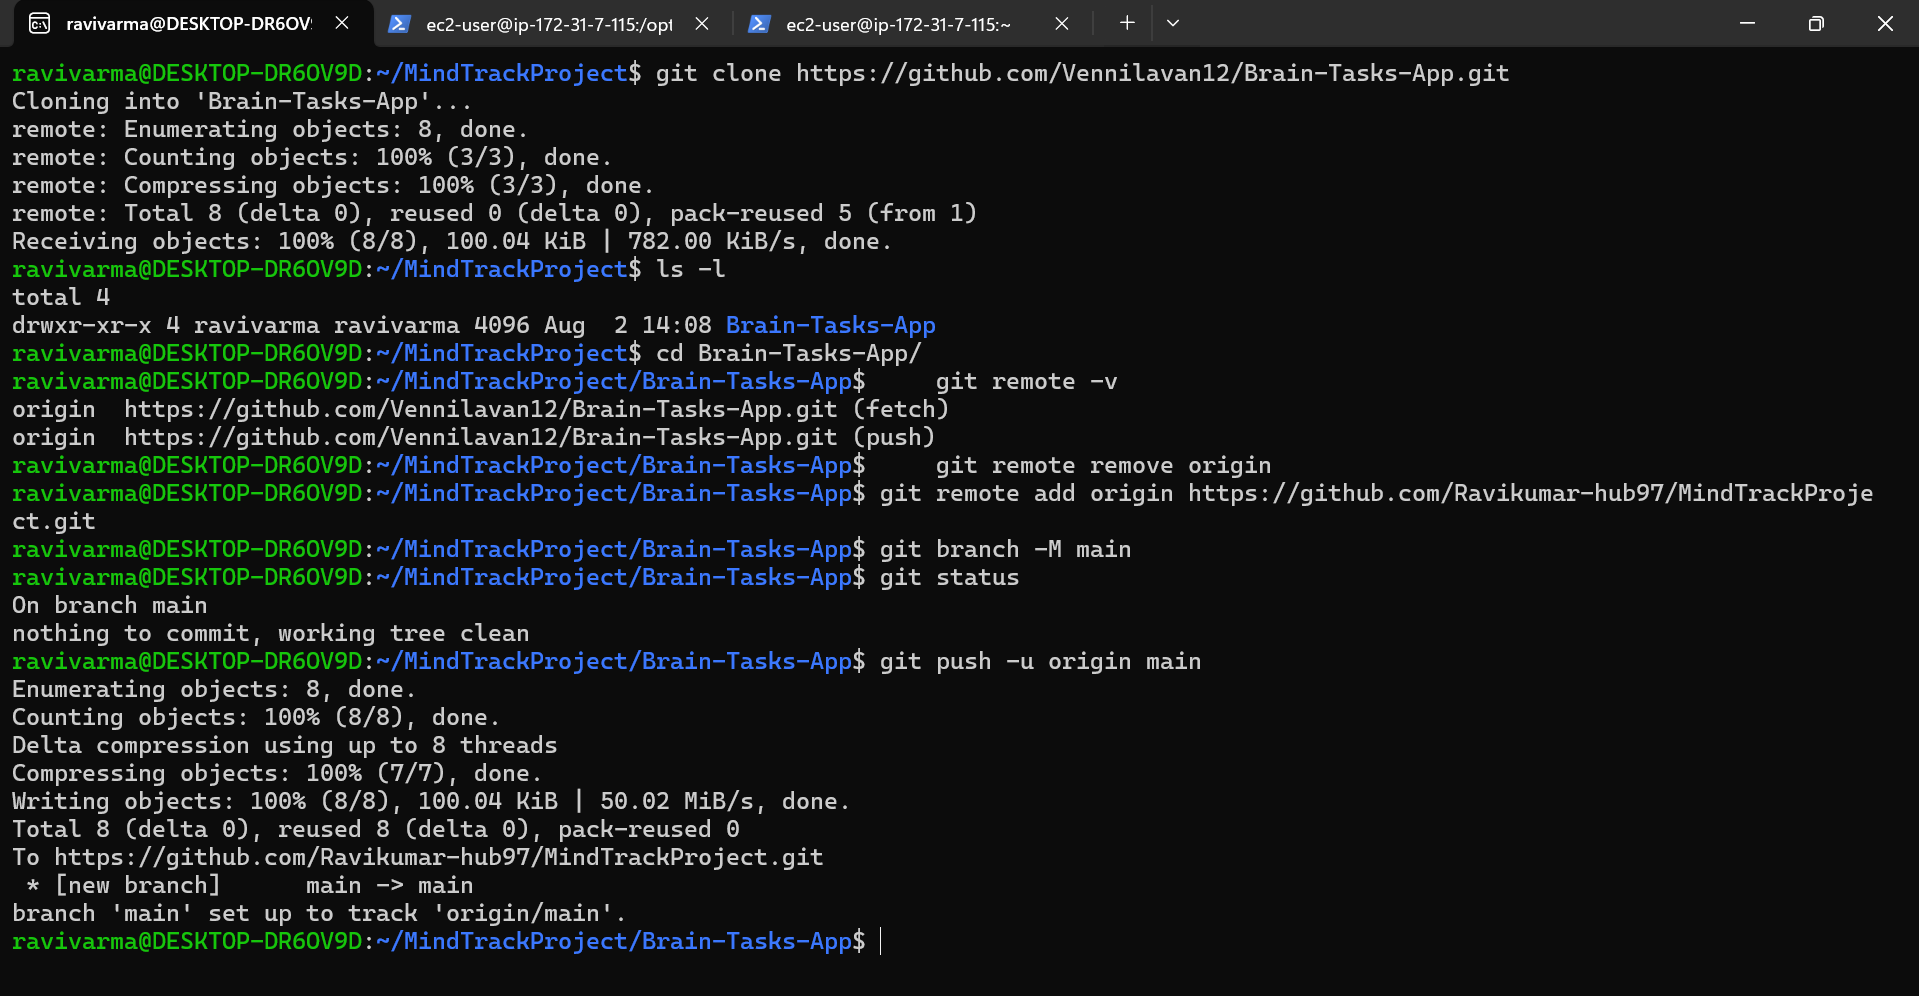 ravivarma@DESKTOP-DR6OV9 ec2-user@ip-172-31-7-115:/opt ec2-user@ip-172-31-7-115:~
ravivarma@DESKTOP-DR6OV9D:~/MindTrackProject$ git clone https://github.com/Vennilavan12/Brain-Tasks-App.git
Cloning into 'Brain-Tasks-App'...
remote: Enumerating objects: 8, done.
remote: Counting objects: 100% (3/3), done.
remote: Compressing objects: 100% (3/3), done.
remote: Total 8 (delta 0), reused 0 (delta 0), pack-reused 5 (from 1)
Receiving objects: 100% (8/8), 100.04 KiB | 782.00 KiB/s, done.
ravivarma@DESKTOP-DR6OV9D:~/MindTrackProject$ ls -l
total 4
drwxr-xr-x 4 ravivarma ravivarma 4096 Aug  2 14:08 Brain-Tasks-App
ravivarma@DESKTOP-DR6OV9D:~/MindTrackProject$ cd Brain-Tasks-App/
ravivarma@DESKTOP-DR6OV9D:~/MindTrackProject/Brain-Tasks-App$     git remote -v
origin  https://github.com/Vennilavan12/Brain-Tasks-App.git (fetch)
origin  https://github.com/Vennilavan12/Brain-Tasks-App.git (push)
ravivarma@DESKTOP-DR6OV9D:~/MindTrackProject/Brain-Tasks-App$     git remote remove origin
ravivarma@DESKTOP-DR6OV9D:~/MindTrackProject/Brain-Tasks-App$ git remote add origin https://github.com/Ravikumar-hub97/MindTrackProje
ct.git
ravivarma@DESKTOP-DR6OV9D:~/MindTrackProject/Brain-Tasks-App$ git branch -M main
ravivarma@DESKTOP-DR6OV9D:~/MindTrackProject/Brain-Tasks-App$ git status
On branch main
nothing to commit, working tree clean
ravivarma@DESKTOP-DR6OV9D:~/MindTrackProject/Brain-Tasks-App$ git push -u origin main
Enumerating objects: 8, done.
Counting objects: 100% (8/8), done.
Delta compression using up to 8 threads
Compressing objects: 100% (7/7), done.
Writing objects: 100% (8/8), 100.04 KiB | 50.02 MiB/s, done.
Total 8 (delta 0), reused 8 (delta 0), pack-reused 0
To https://github.com/Ravikumar-hub97/MindTrackProject.git
 * [new branch]      main -> main
branch 'main' set up to track 'origin/main'.
ravivarma@DESKTOP-DR6OV9D:~/MindTrackProject/Brain-Tasks-App$